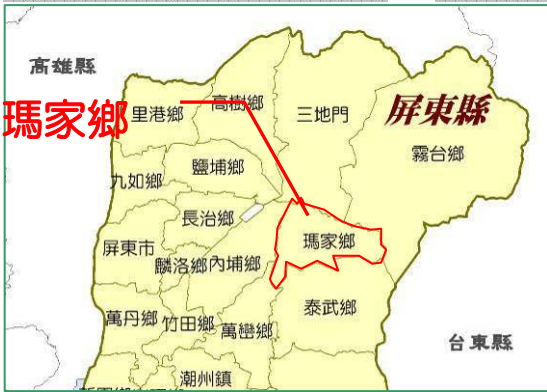 高雄縣
瑪家鄉
里港鄉
高樹鄉
三地門
屏東縣
霧台鄉
鹽埔鄉
九如鄉
長治鄉
屏東市
麟洛鄉
內埔鄉
瑪家鄉
萬丹鄉
竹田鄉
萬巒鄉
泰武鄉
台東縣
潮州鎮